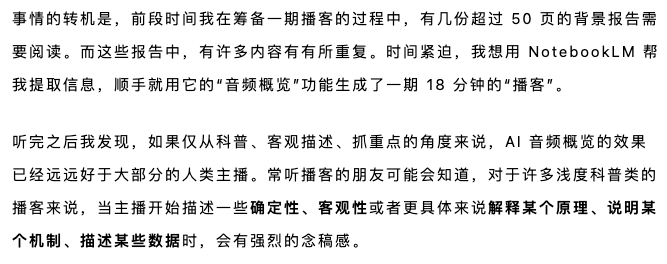 事情的转机是，前段时间我在筹备一期播客的过程中，有几份超过 50 页的背景报告需
要阅读。而这些报告中，有许多内容有有所重复。时间紧迫，我想用 NotebookLM 帮
我提取信息，顺手就用它的“音频概览”功能生成了一期 18 分钟的“播客”。
听完之后我发现，如果仅从科普、客观描述、抓重点的角度来说，AI 音频概览的效果
已经远远好于大部分的人类主播。常听播客的朋友可能会知道，对于许多浅度科普类的
播客来说，当主播开始描述一些确定性、客观性或者更具体来说解释某个原理、说明某
个机制、描述某些数据时，会有强烈的念稿感。